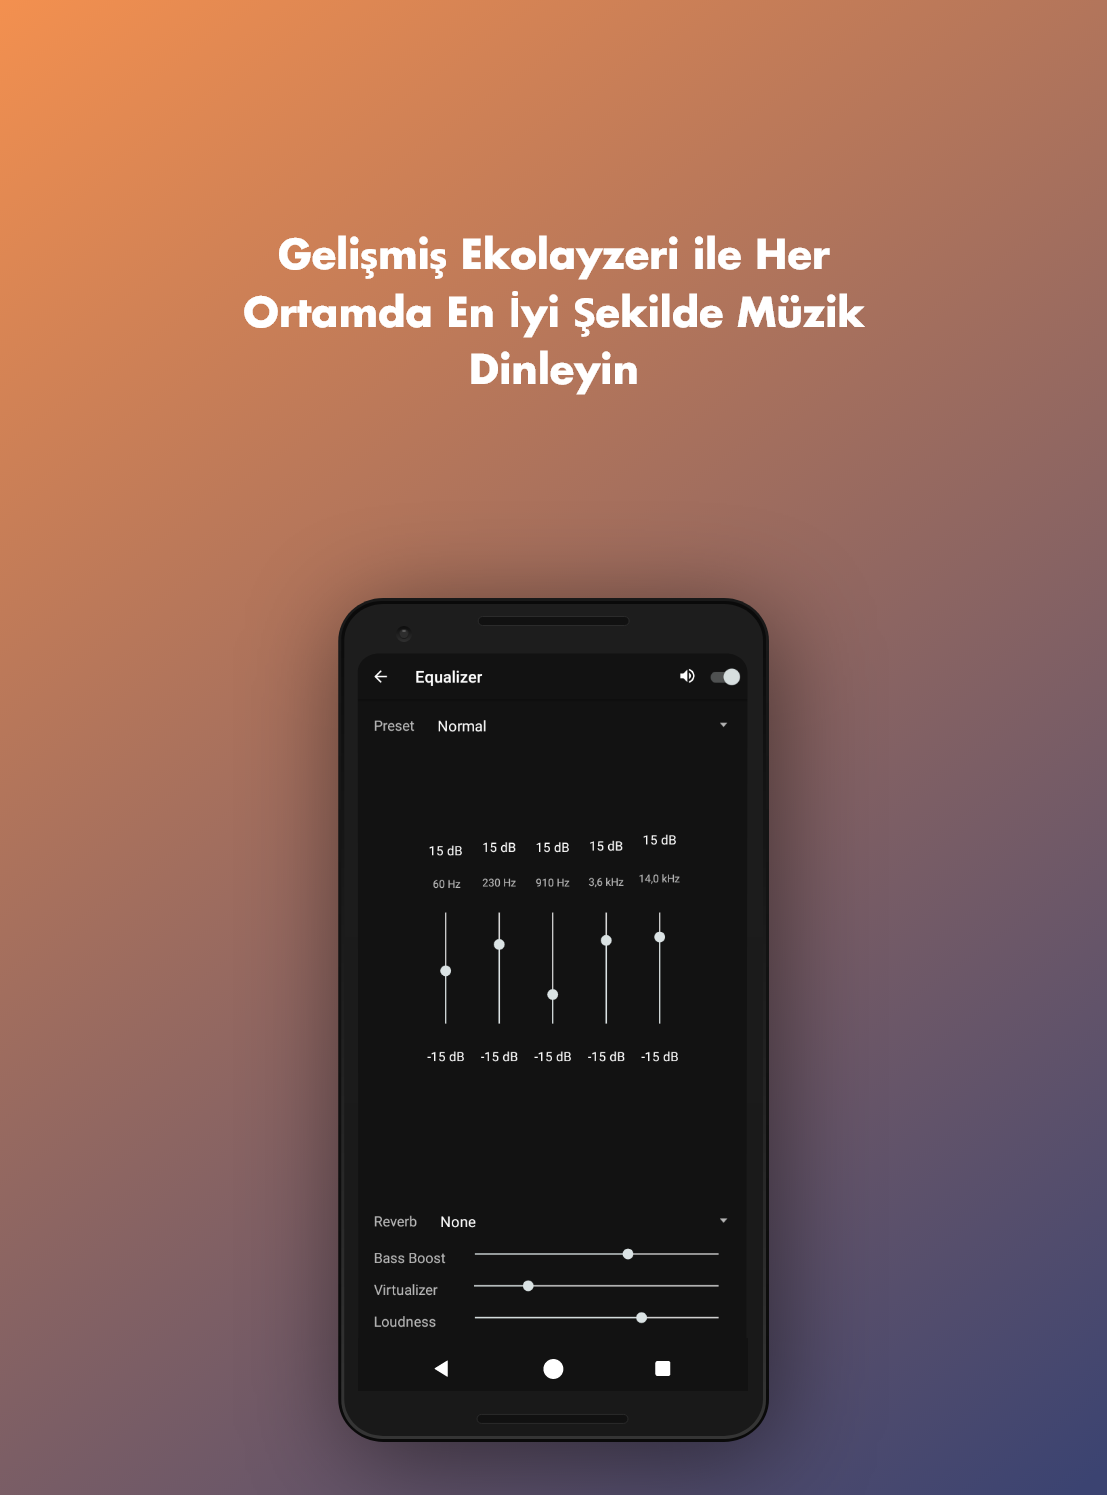 Gelişmiş Ekolayzeri ile Her
Ortamda En İyi Şekilde Müzik
Dinleyin
Equalizer
Preset Normal
15 dB 15 dB 15 dB 15 dB 15 dB
60 Hz 230 Hz 910 Hz 3,6 kHz 14,0 kHz
-15 dB -15 dB -15 dB -15 dB -15 dB
Reverb None
Bass Boost
Virtualizer
Loudness